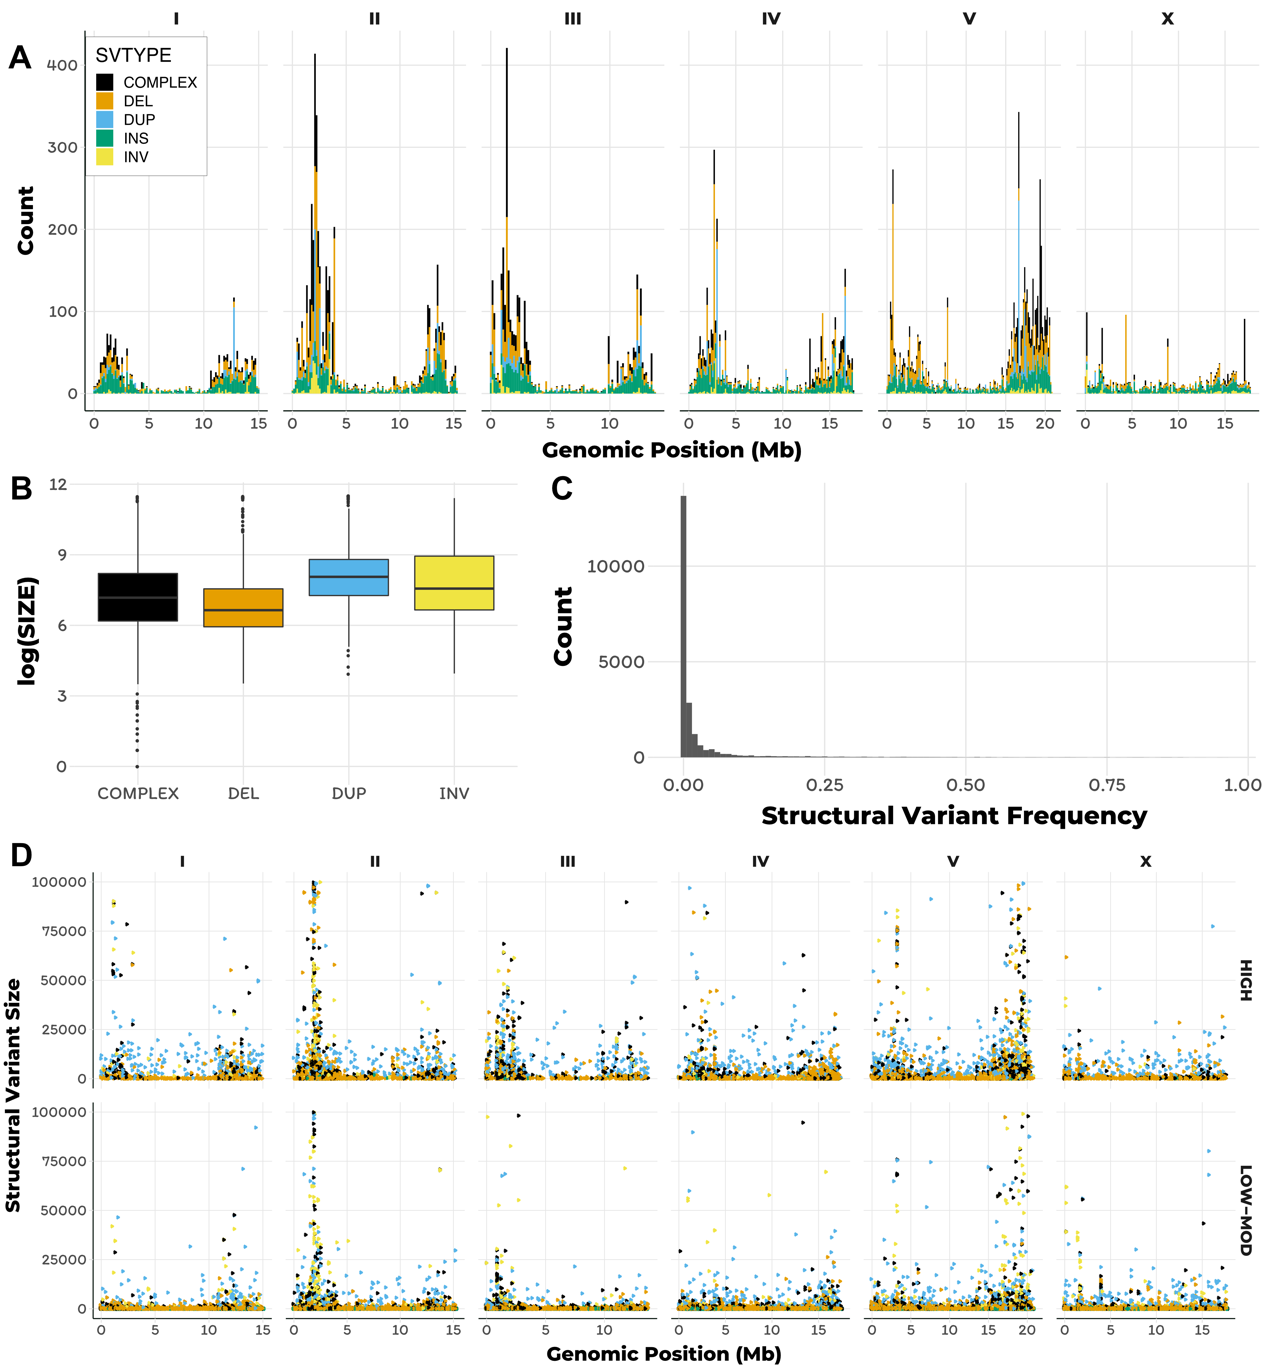 I II III IV V X
A
SVTYPE
COMPLEX
DEL
DUP
INS
INV
400
300
200
100
0
Count
0 5 10 15 0 5 10 15 0 5 10 0 5 10 15 0 5 10 15 20 0 5 10 15
Genomic Position (Mb)
B
12
9
6
3
0
log(SIZE)
COMPLEX DEL DUP INV
C
10000
5000
0
Count
0.00 0.25 0.50 0.75 1.00
Structural Variant Frequency
D
I II III IV V X
100000
75000
50000
25000
0
HIGH
100000
75000
50000
25000
0
LOW-MOD
Structural Variant Size
0 5 10 15 0 5 10 15 0 5 10 0 5 10 15 0 5 10 15 20 0 5 10 15
Genomic Position (Mb)